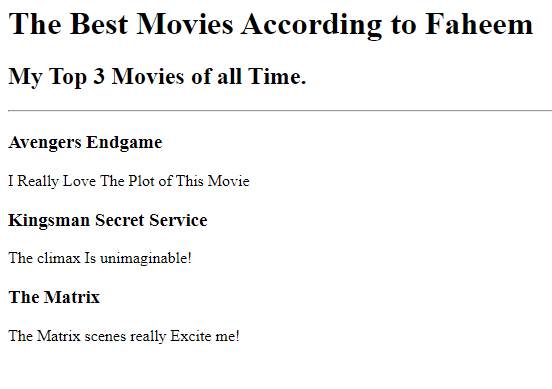 The Best Movies According to Faheem
My Top 3 Movies of all Time.
Avengers Endgame
I Really Love The Plot of This Movie
Kingsman Secret Service
The climax Is unimaginable!
The Matrix
The Matrix scenes really Excite me!